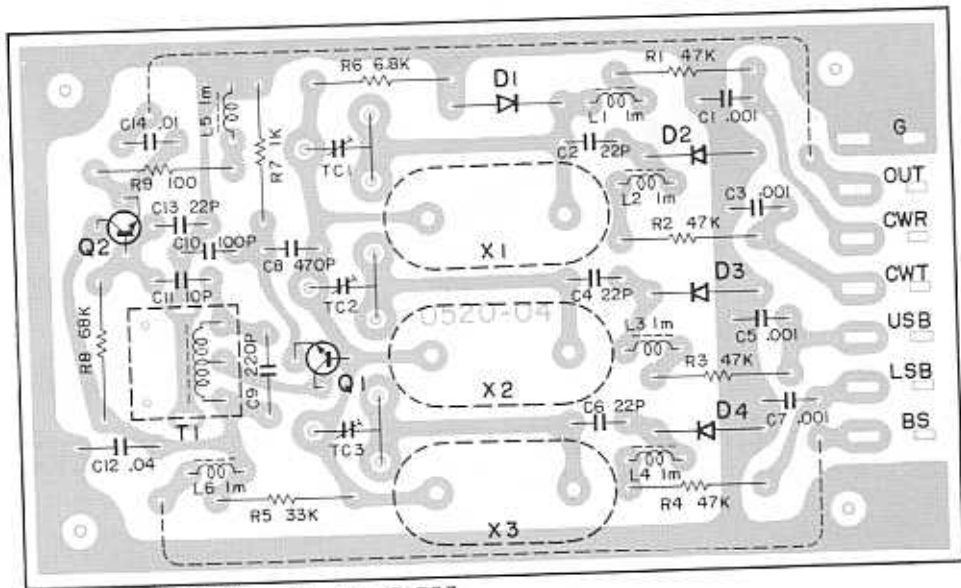 R6 6.8K
R1 47K
D1
L5 1m
C14 .01
R7 1K
L1 1m
C1 .001
G
D2
TC1
C2 22P
R9 100
OUT
L2 1m
C3 .001
C13 22P
Q2
C10 100P
C8 470P
R2 47K
CWR
X1
D3
CWT
C11 10P
TC2
C4 22P
0520-04
L3 1m
C5 .001
USB
R8 68K
C9 220P
Q1
R3 47K
LSB
X2
D4
T1
C6 22P
C7 .001
BS
TC3
C12 .04
L6 1m
L4 1m
R5 33K
R4 47K
X3